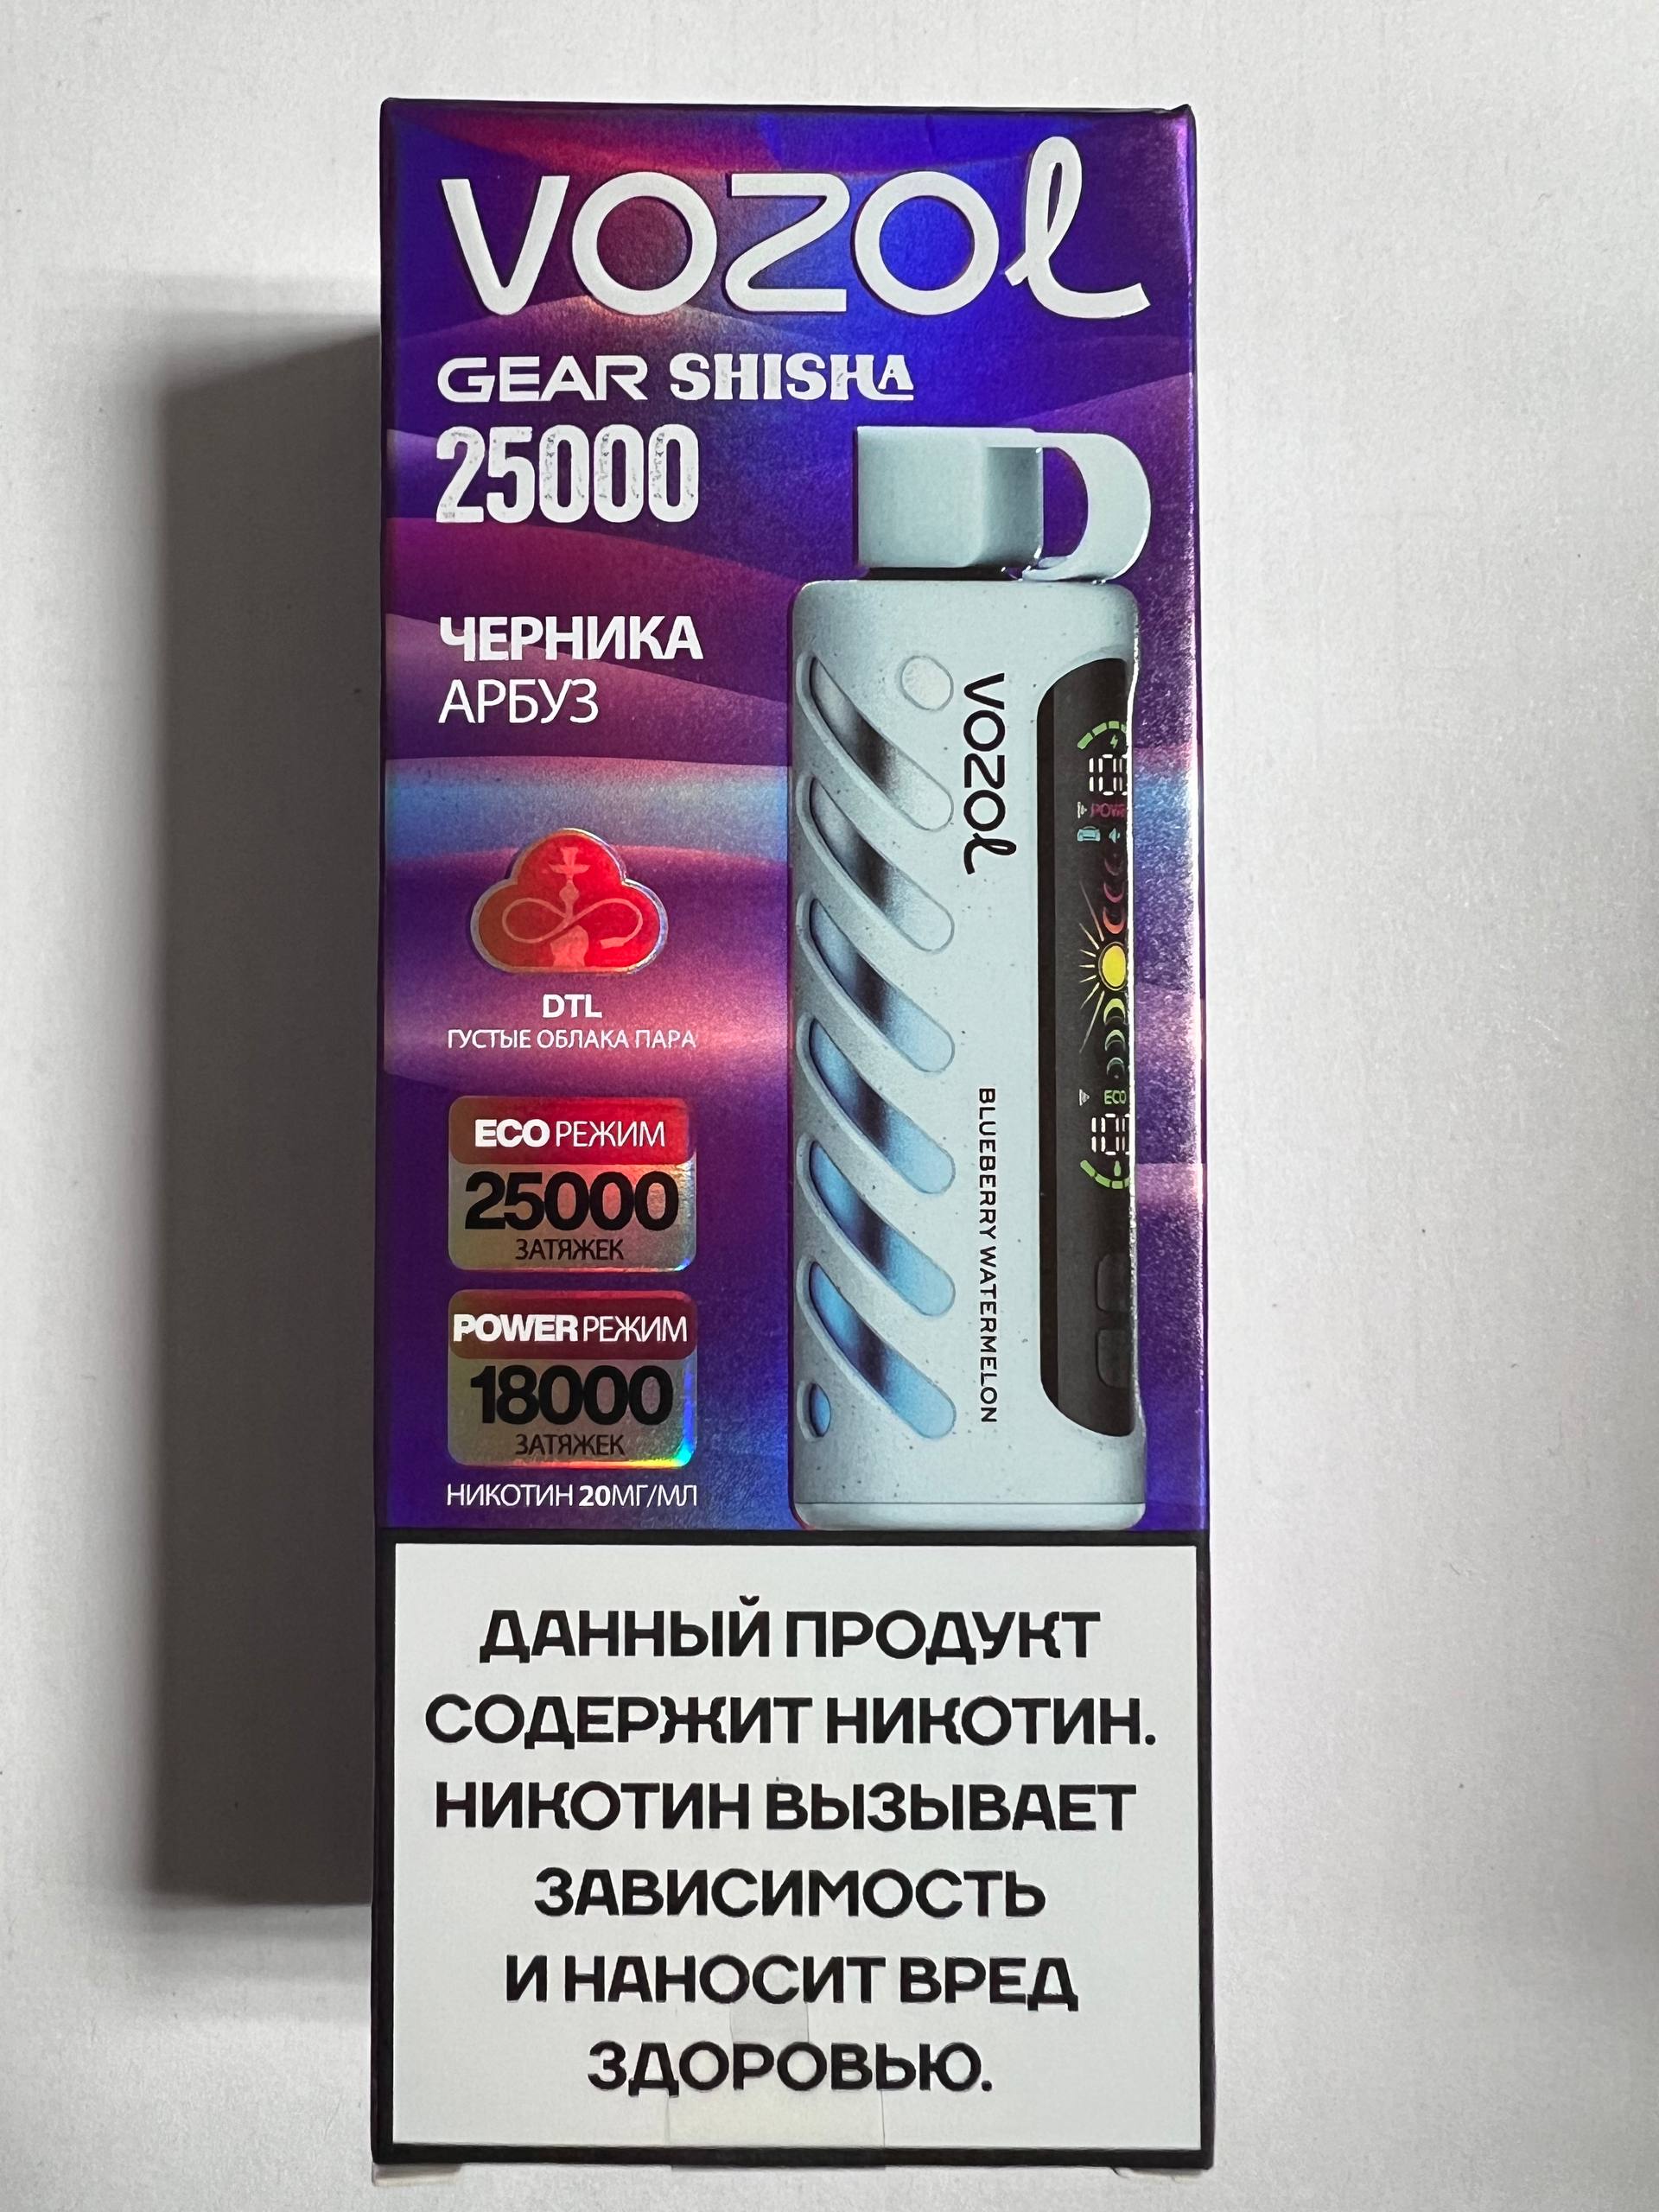 VOZOL
GEAR SHISHA
25000
ЧЕРНИКА
АРБУЗ
DTL
ГУСТЫЕ ОБЛАКА ПАРА
ECO РЕЖИМ
25000
ЗАТЯЖЕК
POWER РЕЖИМ
18000
ЗАТЯЖЕК
НИКОТИН 20МГ/МЛ
VOZOL
BLUEBERRY WATERMELON
ECO
ДАННЫЙ ПРОДУКТ
СОДЕРЖИТ НИКОТИН.
НИКОТИН ВЫЗЫВАЕТ
ЗАВИСИМОСТЬ
И НАНОСИТ ВРЕД
ЗДОРОВЬЮ.